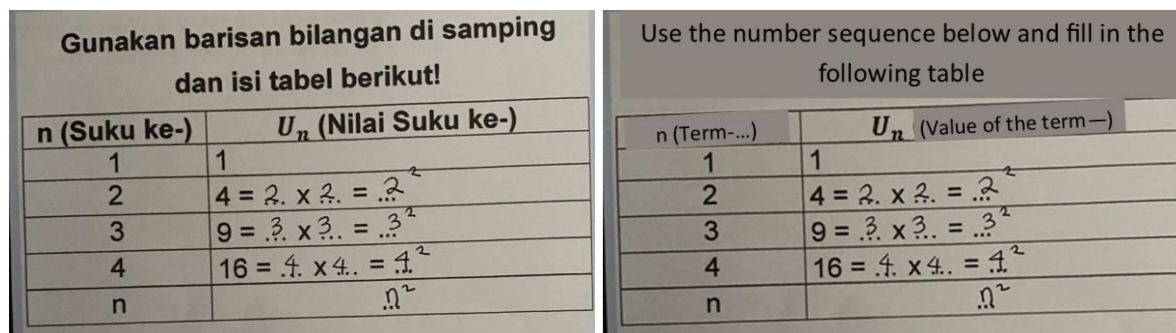 Gunakan barisan bilangan di samping
dan isi tabel berikut!
n (Suku ke-) Uₙ (Nilai Suku ke-)
1 1
2 4 = 2 x 2 = 2²
3 9 = 3 x 3 = 3²
4 16 = 4 x 4 = 4²
n n²
Use the number sequence below and fill in the
following table
n (Term-...) Uₙ (Value of the term—)
1 1
2 4 = 2 x 2 = 2²
3 9 = 3 x 3 = 3²
4 16 = 4 x 4 = 4²
n n²